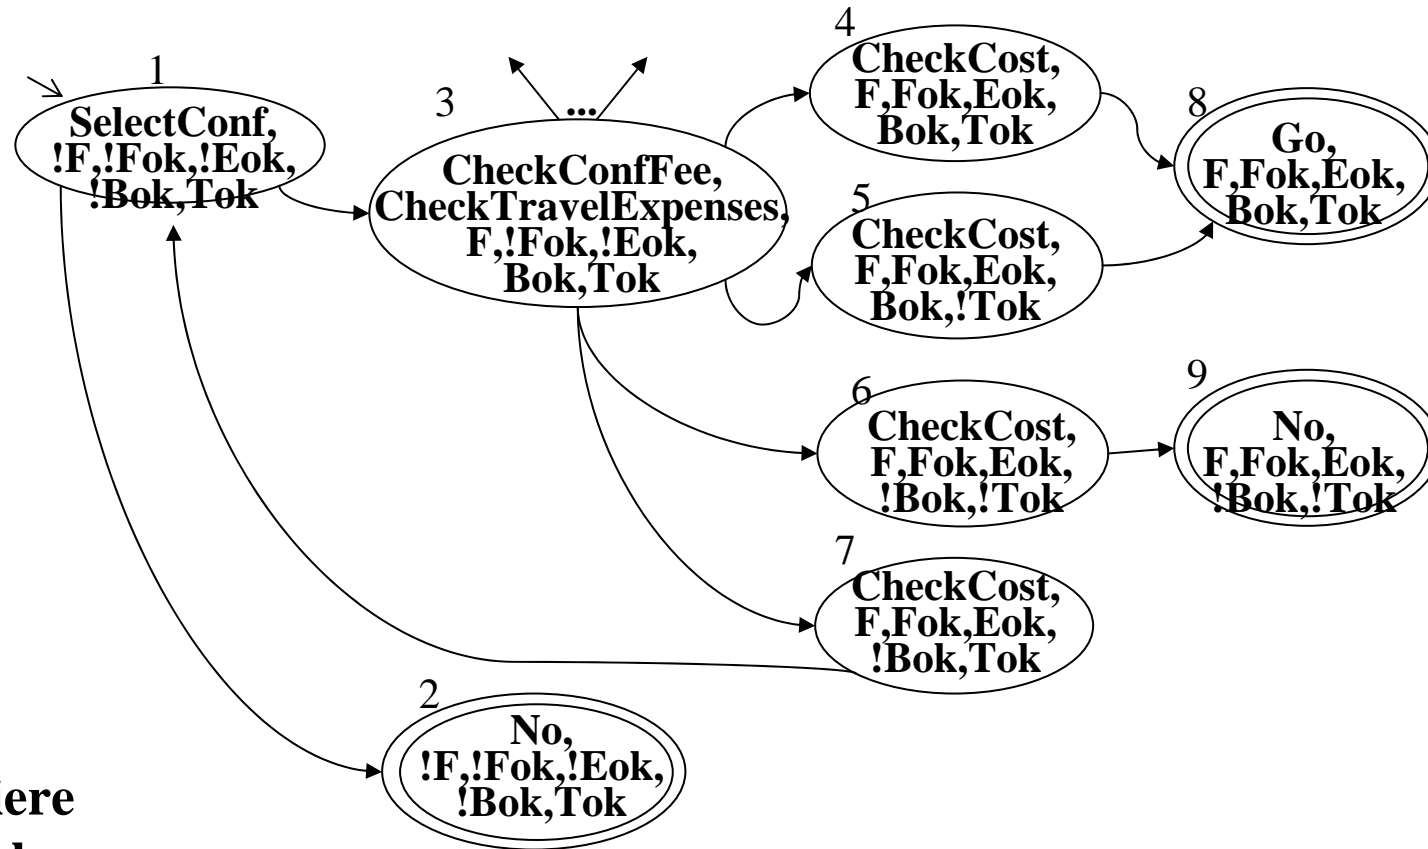 1
SelectConf,
!F,!Fok,!Eok,
!Bok,Tok
3
...
CheckConfFee,
CheckTravelExpenses,
F,!Fok,!Eok,
Bok,Tok
4
CheckCost,
F,Fok,Eok,
Bok,Tok
5
CheckCost,
F,Fok,Eok,
Bok,!Tok
8
Go,
F,Fok,Eok,
Bok,Tok
6
CheckCost,
F,Fok,Eok,
!Bok,!Tok
9
No,
F,Fok,Eok,
!Bok,!Tok
7
CheckCost,
F,Fok,Eok,
!Bok,Tok
2
No,
!F,!Fok,!Eok,
!Bok,Tok
iere